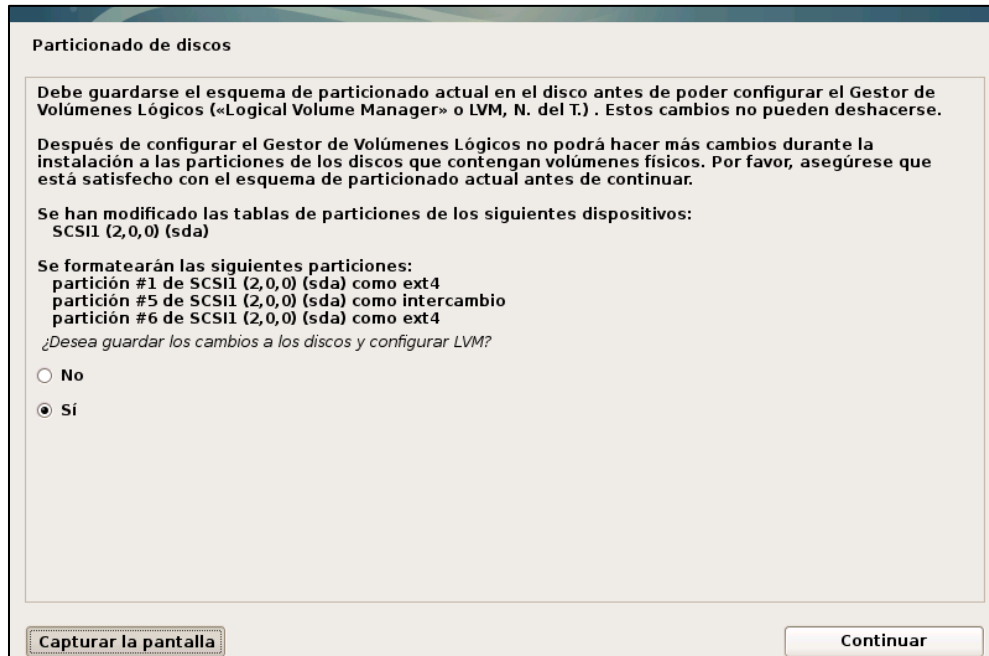 Particionado de discos
Debe guardarse el esquema de particionado actual en el disco antes de poder configurar el Gestor de
Volúmenes Lógicos («Logical Volume Manager» o LVM, N. del T.) . Estos cambios no pueden deshacerse.
Después de configurar el Gestor de Volúmenes Lógicos no podrá hacer más cambios durante la
instalación a las particiones de los discos que contengan volúmenes físicos. Por favor, asegúrese que
está satisfecho con el esquema de particionado actual antes de continuar.
Se han modificado las tablas de particiones de los siguientes dispositivos:
SCSI1 (2,0,0) (sda)
Se formatearán las siguientes particiones:
partición #1 de SCSI1 (2,0,0) (sda) como ext4
partición #5 de SCSI1 (2,0,0) (sda) como intercambio
partición #6 de SCSI1 (2,0,0) (sda) como ext4
¿Desea guardar los cambios a los discos y configurar LVM?
No
Sí
Capturar la pantalla
Continuar